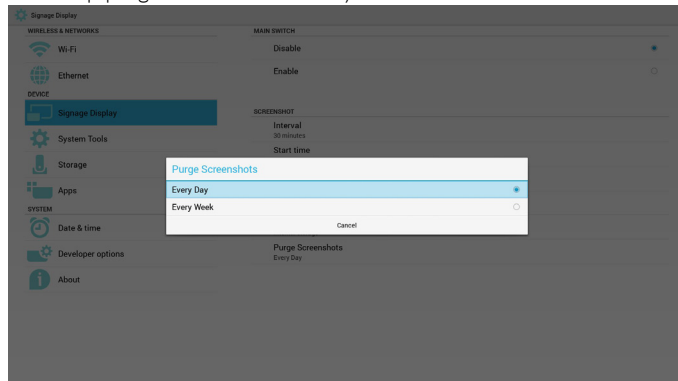 Signage Display
WIRELESS & NETWORKS
Wi-Fi
Ethernet
DEVICE
Signage Display
System Tools
Storage
Apps
SYSTEM
Date & time
Developer options
About
MAIN SWITCH
Disable
Enable
SCREENSHOT
Interval
30 minutes
Start time
Purge Screenshots
Every Day
Every Week
Cancel
Purge Screenshots
Every Day